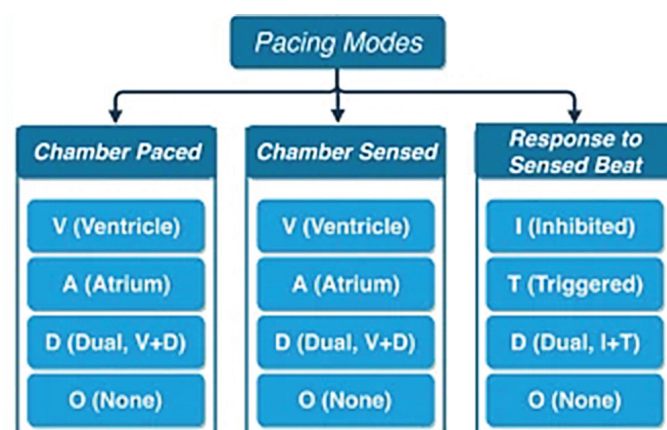 Pacing Modes
Chamber Paced
V (Ventricle)
A (Atrium)
D (Dual, V+D)
O (None)
Chamber Sensed
V (Ventricle)
A (Atrium)
D (Dual, V+D)
O (None)
Response to
Sensed Beat
I (Inhibited)
T (Triggered)
D (Dual, I+T)
O (None)